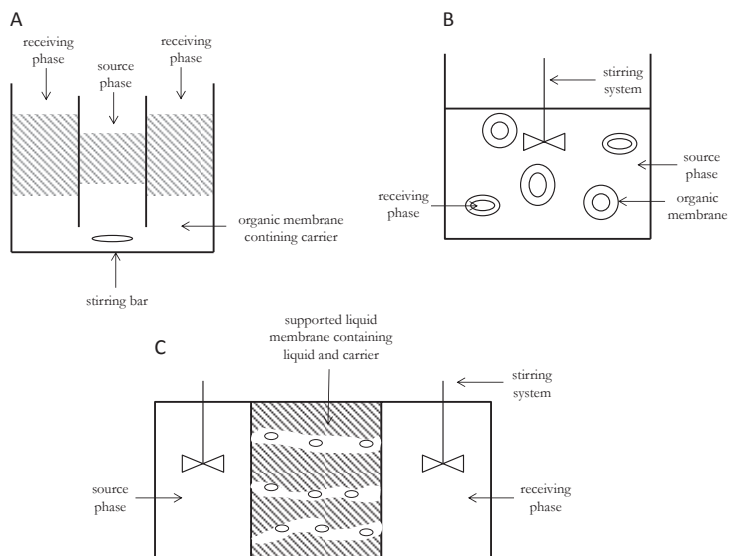 A
receiving
phase
source
phase
receiving
phase
organic membrane
contining carrier
stirring bar
B
stirring
system
source
phase
receiving
phase
organic
membrane
C
supported liquid
membrane containing
liquid and carrier
stirring
system
source
phase
receiving
phase